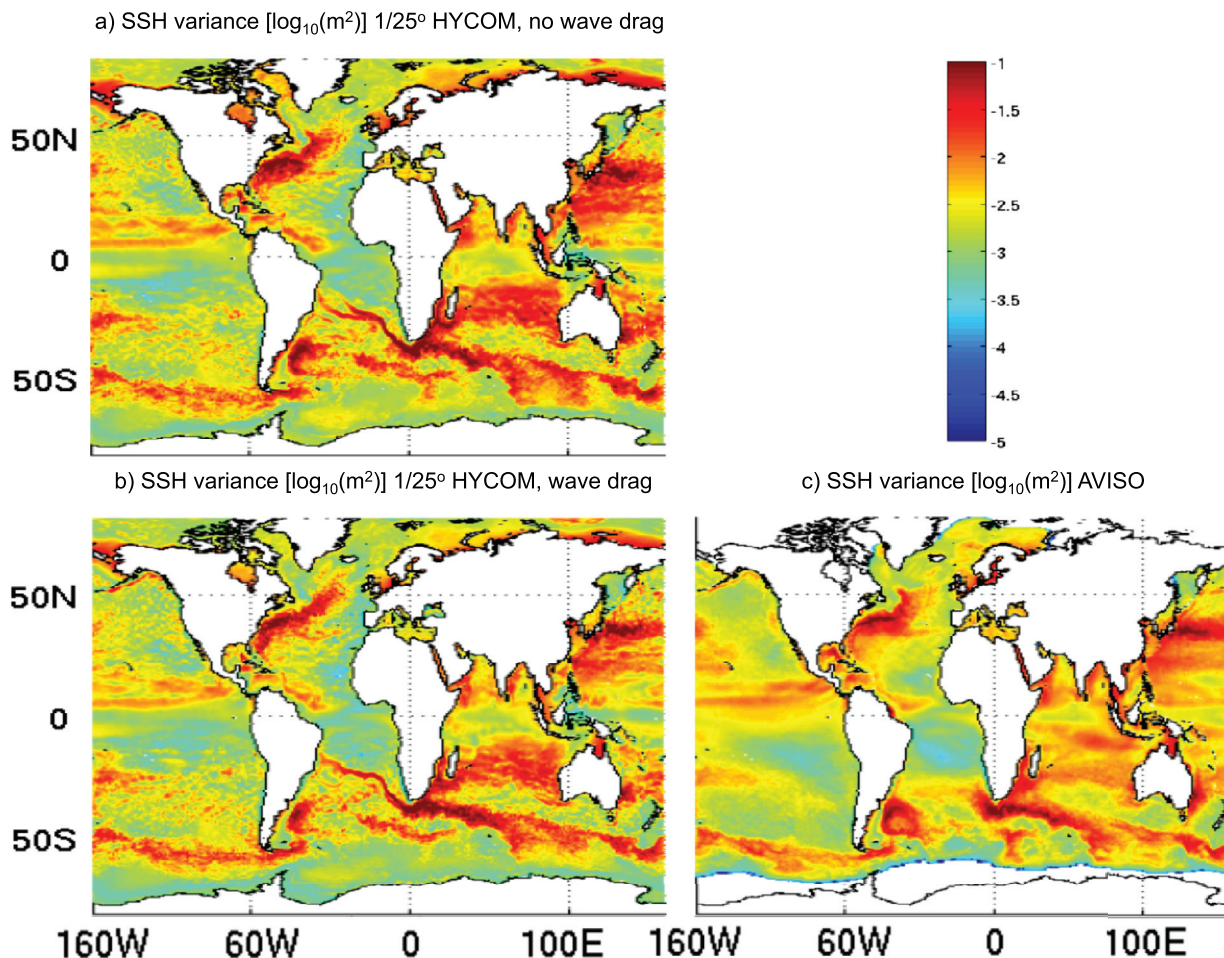 a) SSH variance [log₁₀(m²)] 1/25º HYCOM, no wave drag
50N
0
50S
-1
-1.5
-2
-2.5
-3
-3.5
-4
-4.5
-5
b) SSH variance [log₁₀(m²)] 1/25º HYCOM, wave drag
c) SSH variance [log₁₀(m²)] AVISO
50N
0
50S
160W 60W 0 100E 160W 60W 0 100E